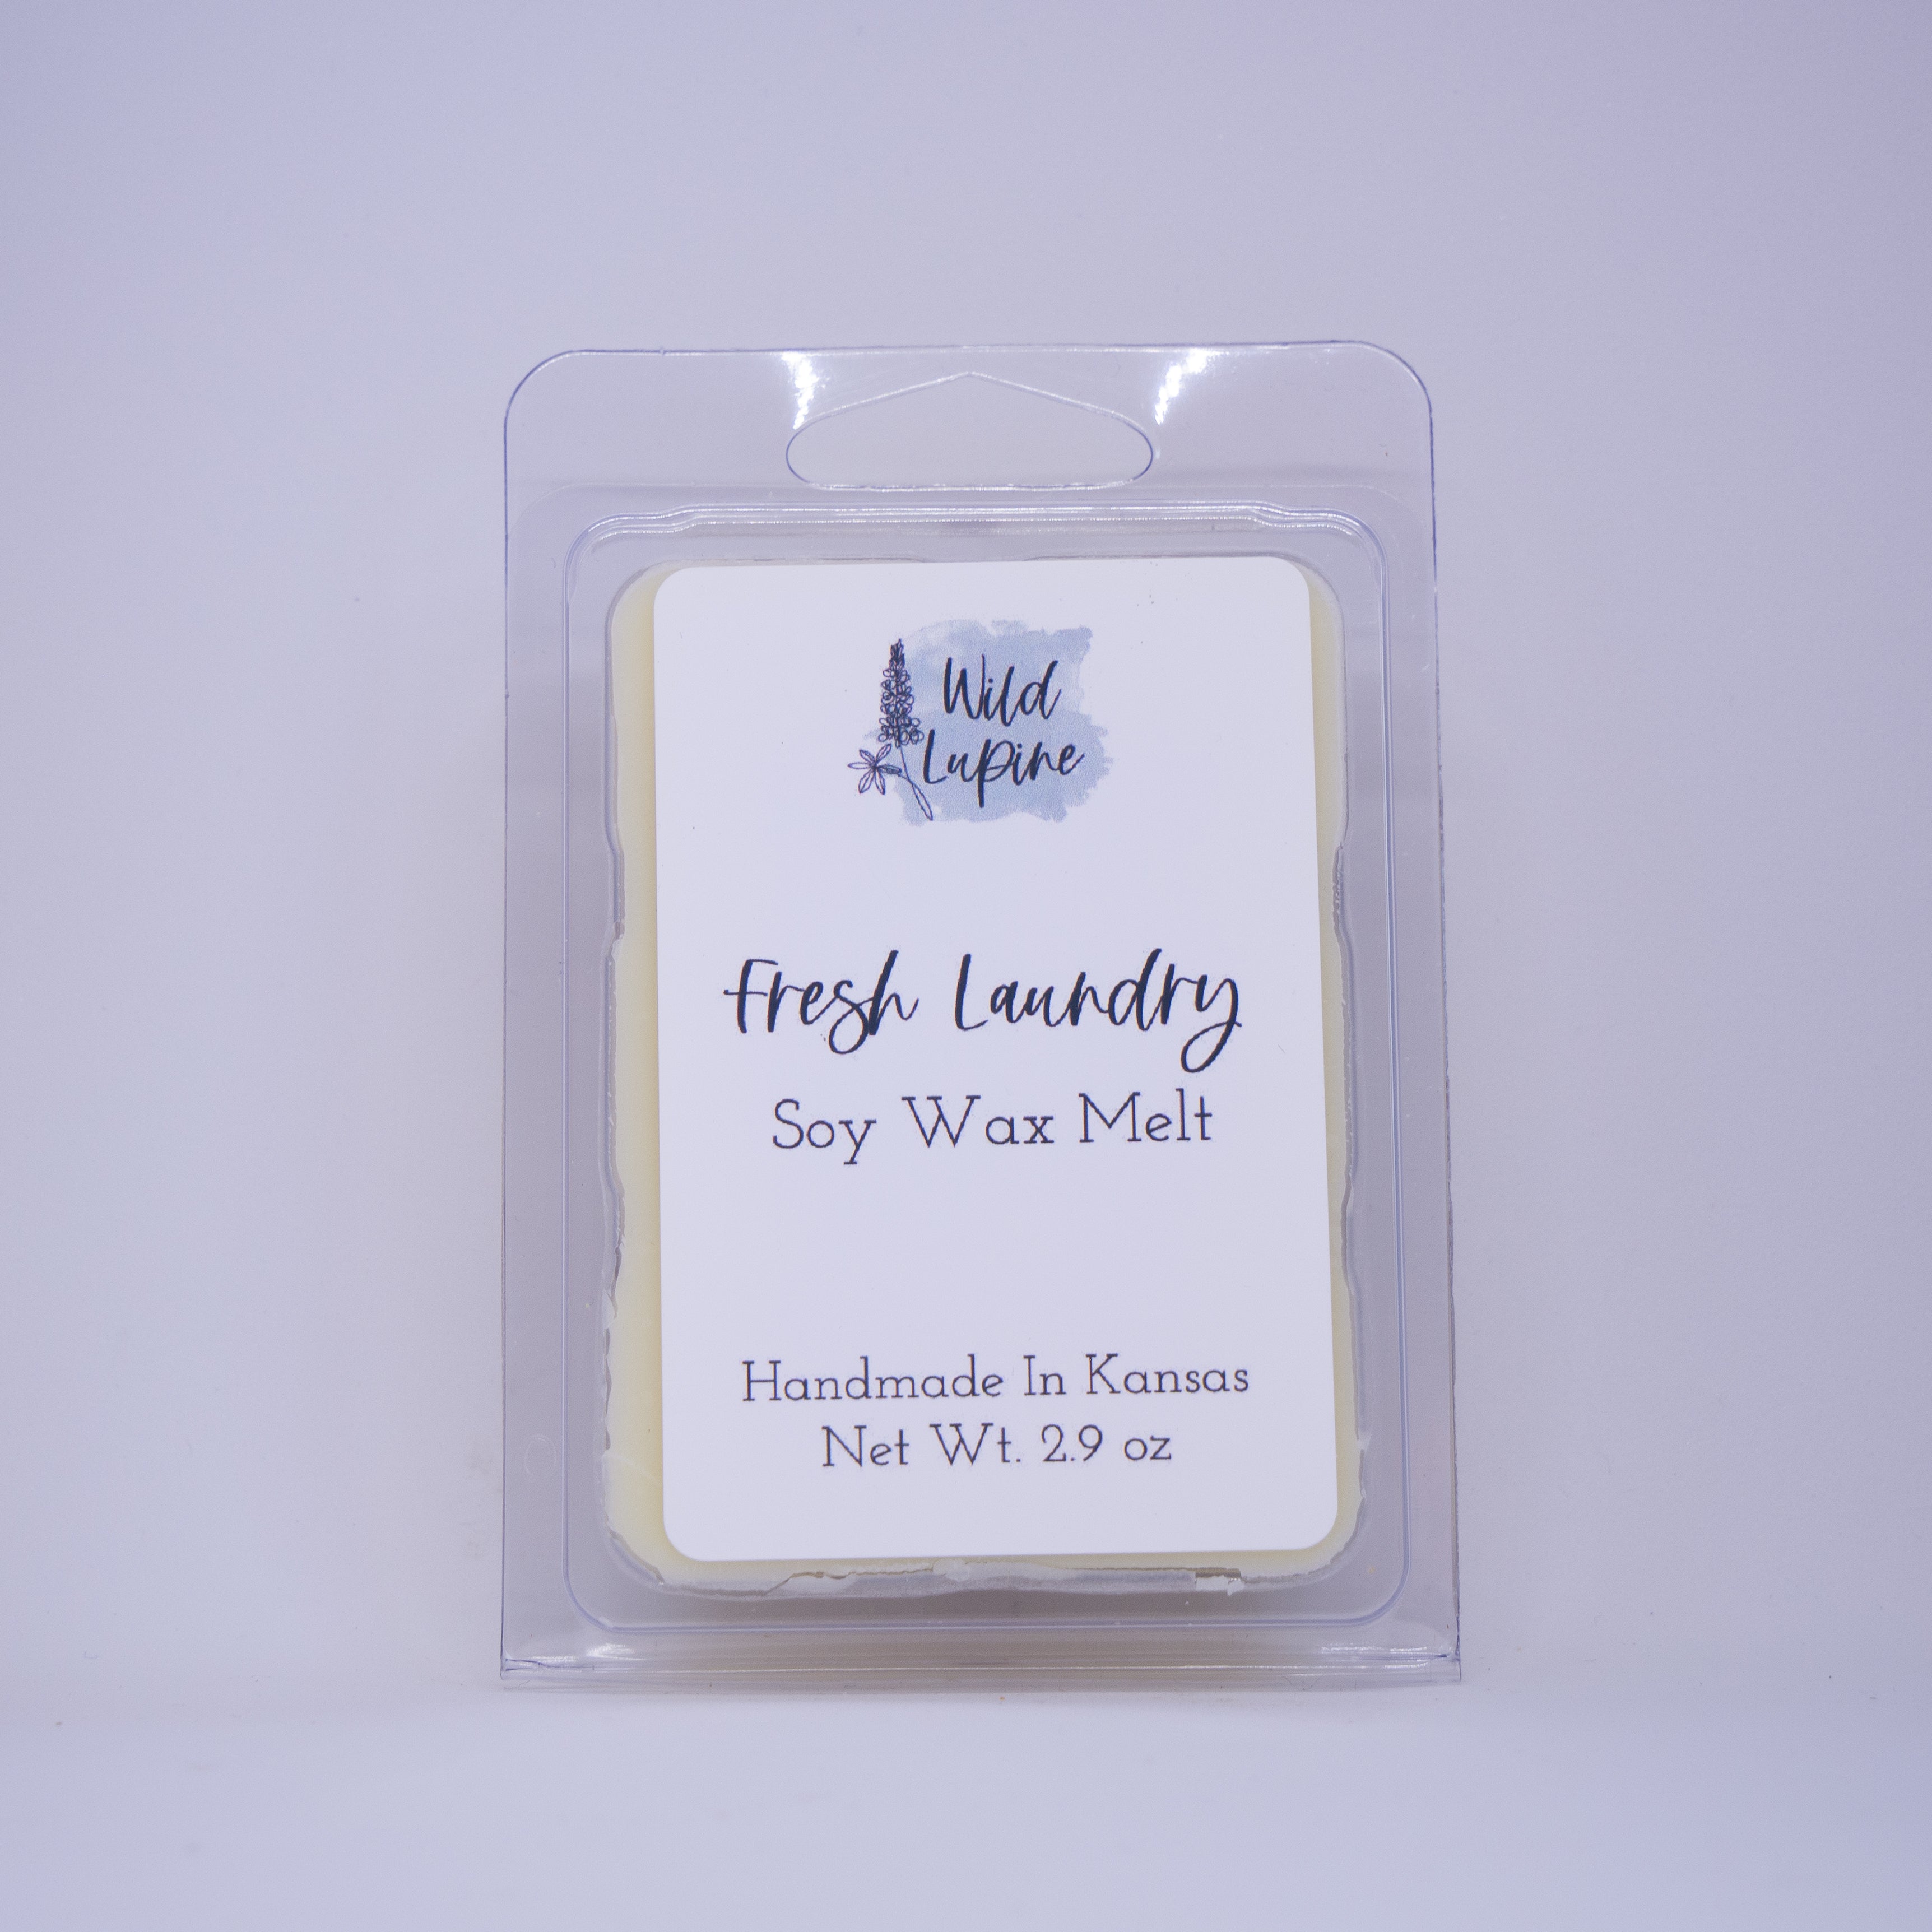 Wild
Lupine
Fresh Laundry
Soy Wax Melt
Handmade In Kansas
Net Wt. 2.9 oz